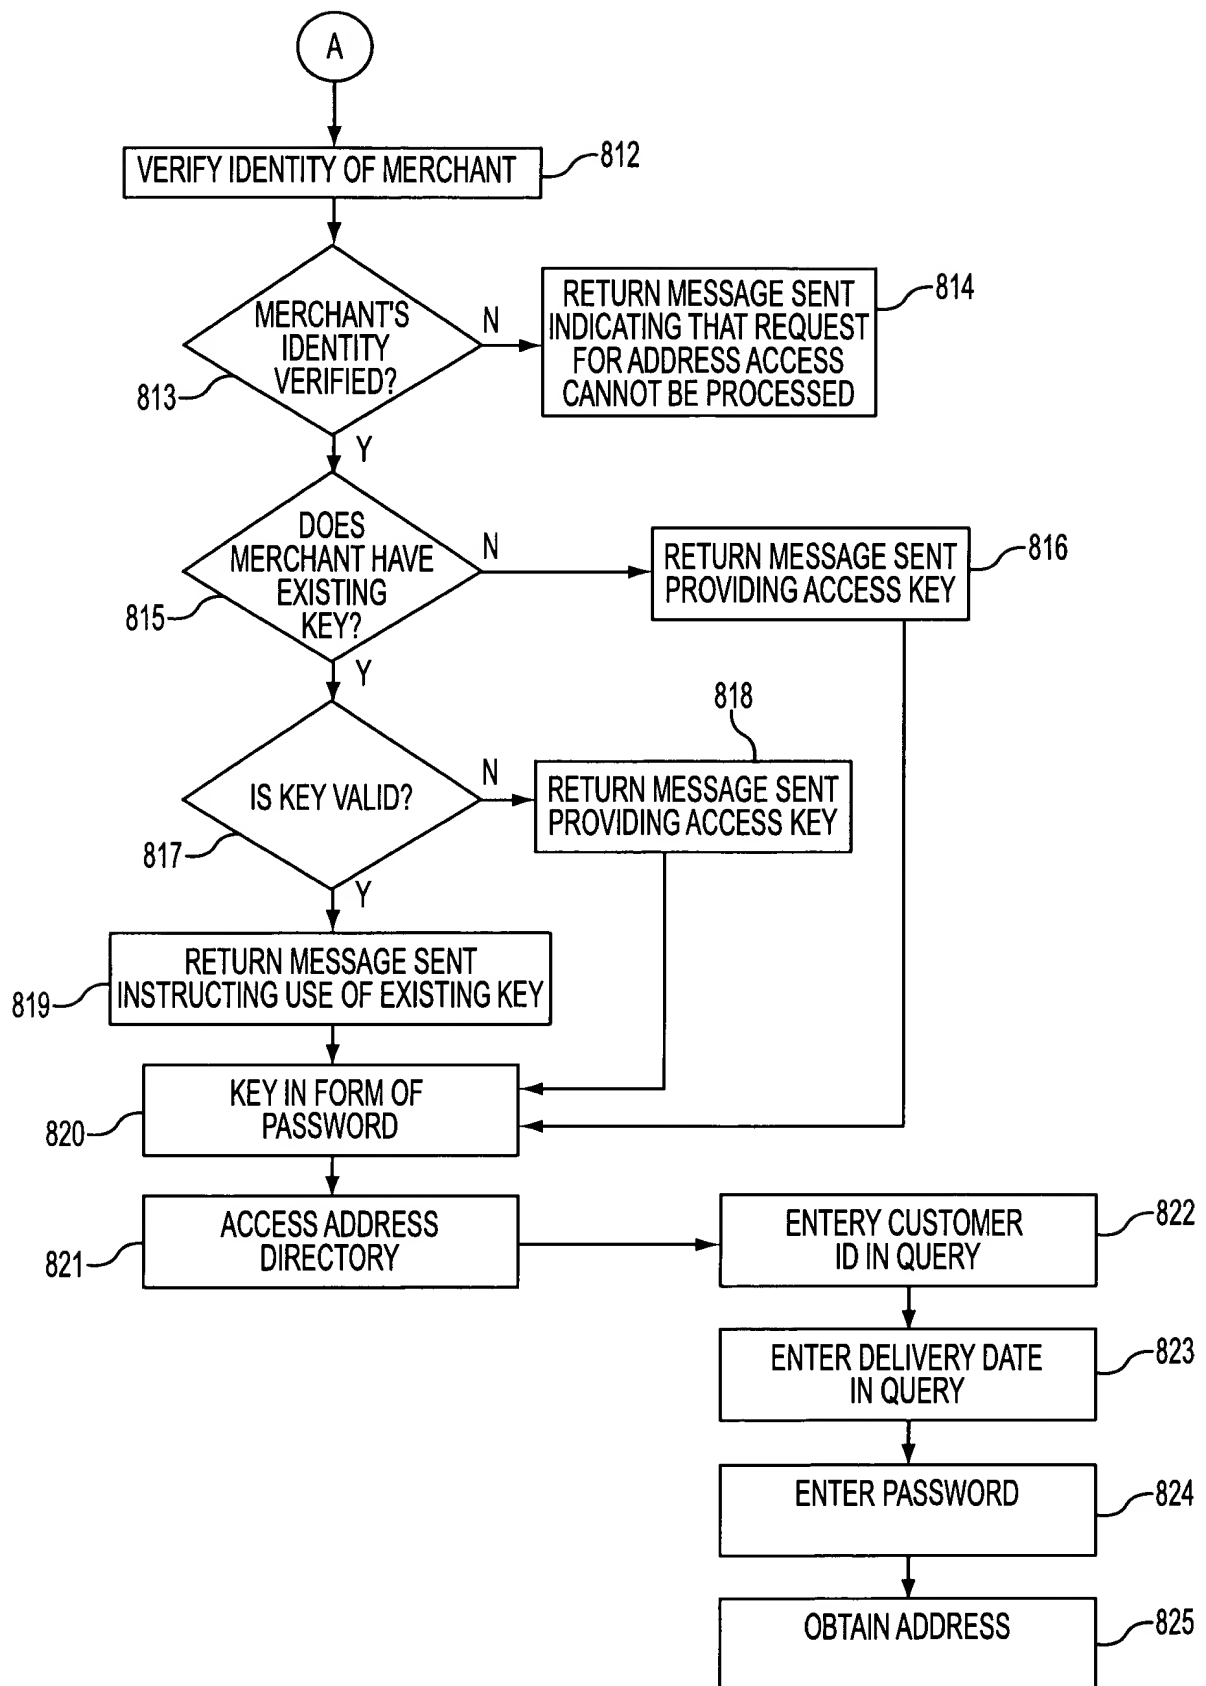 A
VERIFY IDENTITY OF MERCHANT
812
MERCHANT'S
IDENTITY
VERIFIED?
813
N
RETURN MESSAGE SENT
INDICATING THAT REQUEST
FOR ADDRESS ACCESS
CANNOT BE PROCESSED
814
Y
DOES
MERCHANT HAVE
EXISTING
KEY?
815
N
RETURN MESSAGE SENT
PROVIDING ACCESS KEY
816
Y
IS KEY VALID?
817
N
RETURN MESSAGE SENT
PROVIDING ACCESS KEY
818
Y
RETURN MESSAGE SENT
INSTRUCTING USE OF EXISTING KEY
819
KEY IN FORM OF
PASSWORD
820
ACCESS ADDRESS
DIRECTORY
821
ENTERY CUSTOMER
ID IN QUERY
822
ENTER DELIVERY DATE
IN QUERY
823
ENTER PASSWORD
824
OBTAIN ADDRESS
825